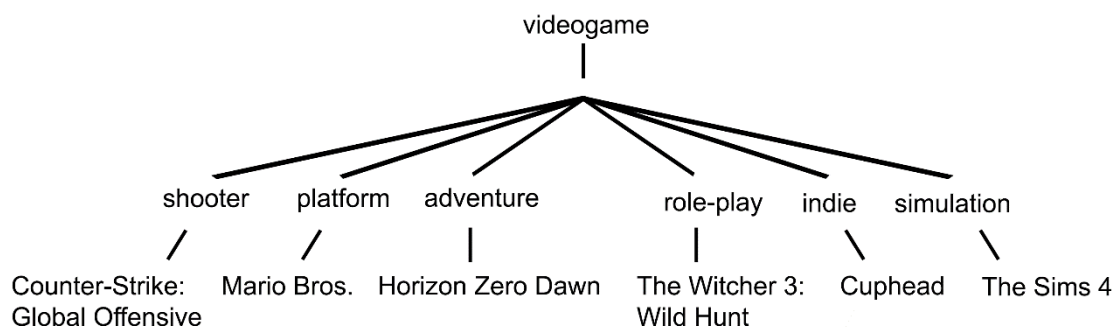 videogame
shooter
platform
adventure
role-play
indie
simulation
Counter-Strike:
Global Offensive
Mario Bros.
Horizon Zero Dawn
The Witcher 3:
Wild Hunt
Cuphead
The Sims 4